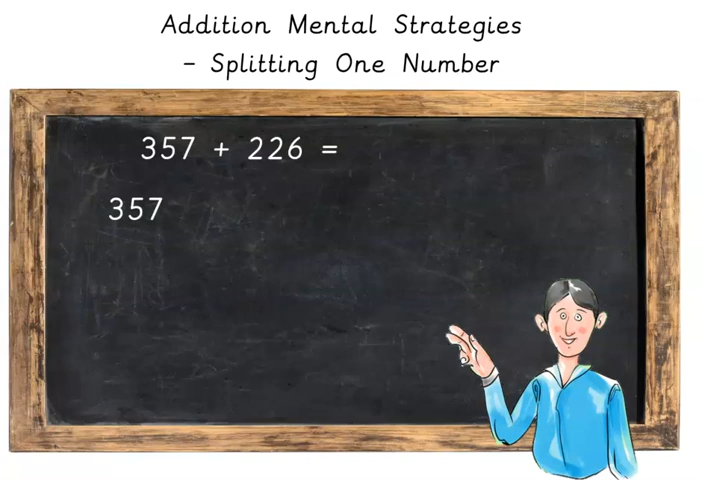 Addition Mental Strategies
- Splitting One Number
357 + 226 =
357